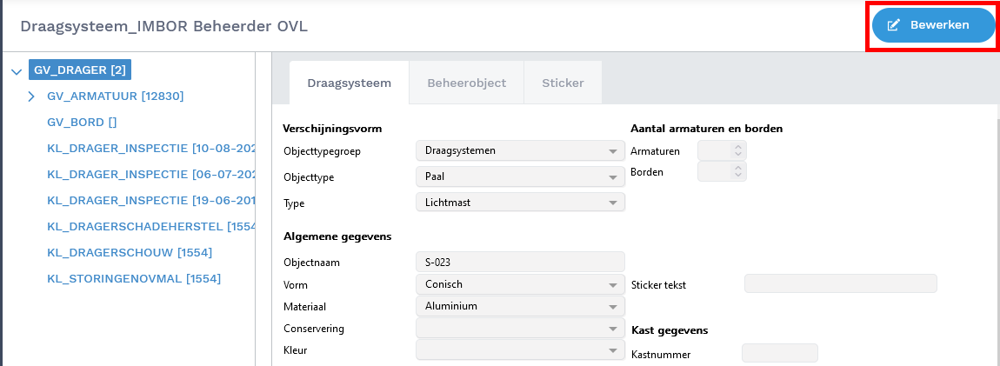 Draagsysteem_IMBOR Beheerder OVL
Bewerken
GV_DRAGER [2]
GV_ARMATUUR [12830]
GV_BORD []
KL_DRAGER_INSPECTIE [10-08-202
KL_DRAGER_INSPECTIE [06-07-202
KL_DRAGER_INSPECTIE [19-06-201
KL_DRAGERSCHADEHERSTEL [1554
KL_DRAGERSCHOUW [1554]
KL_STORINGENOVMAL [1554]
Draagsysteem Beheerobject Sticker
Verschijningsvorm
Objecttypegroep Draagsystemen
Objecttype Paal
Type Lichtmast
Aantal armaturen en borden
Armaturen
Borden
Algemene gegevens
Objectnaam S-023
Vorm Conisch
Materiaal Aluminium
Conservering
Kleur
Sticker tekst
Kast gegevens
Kastnummer